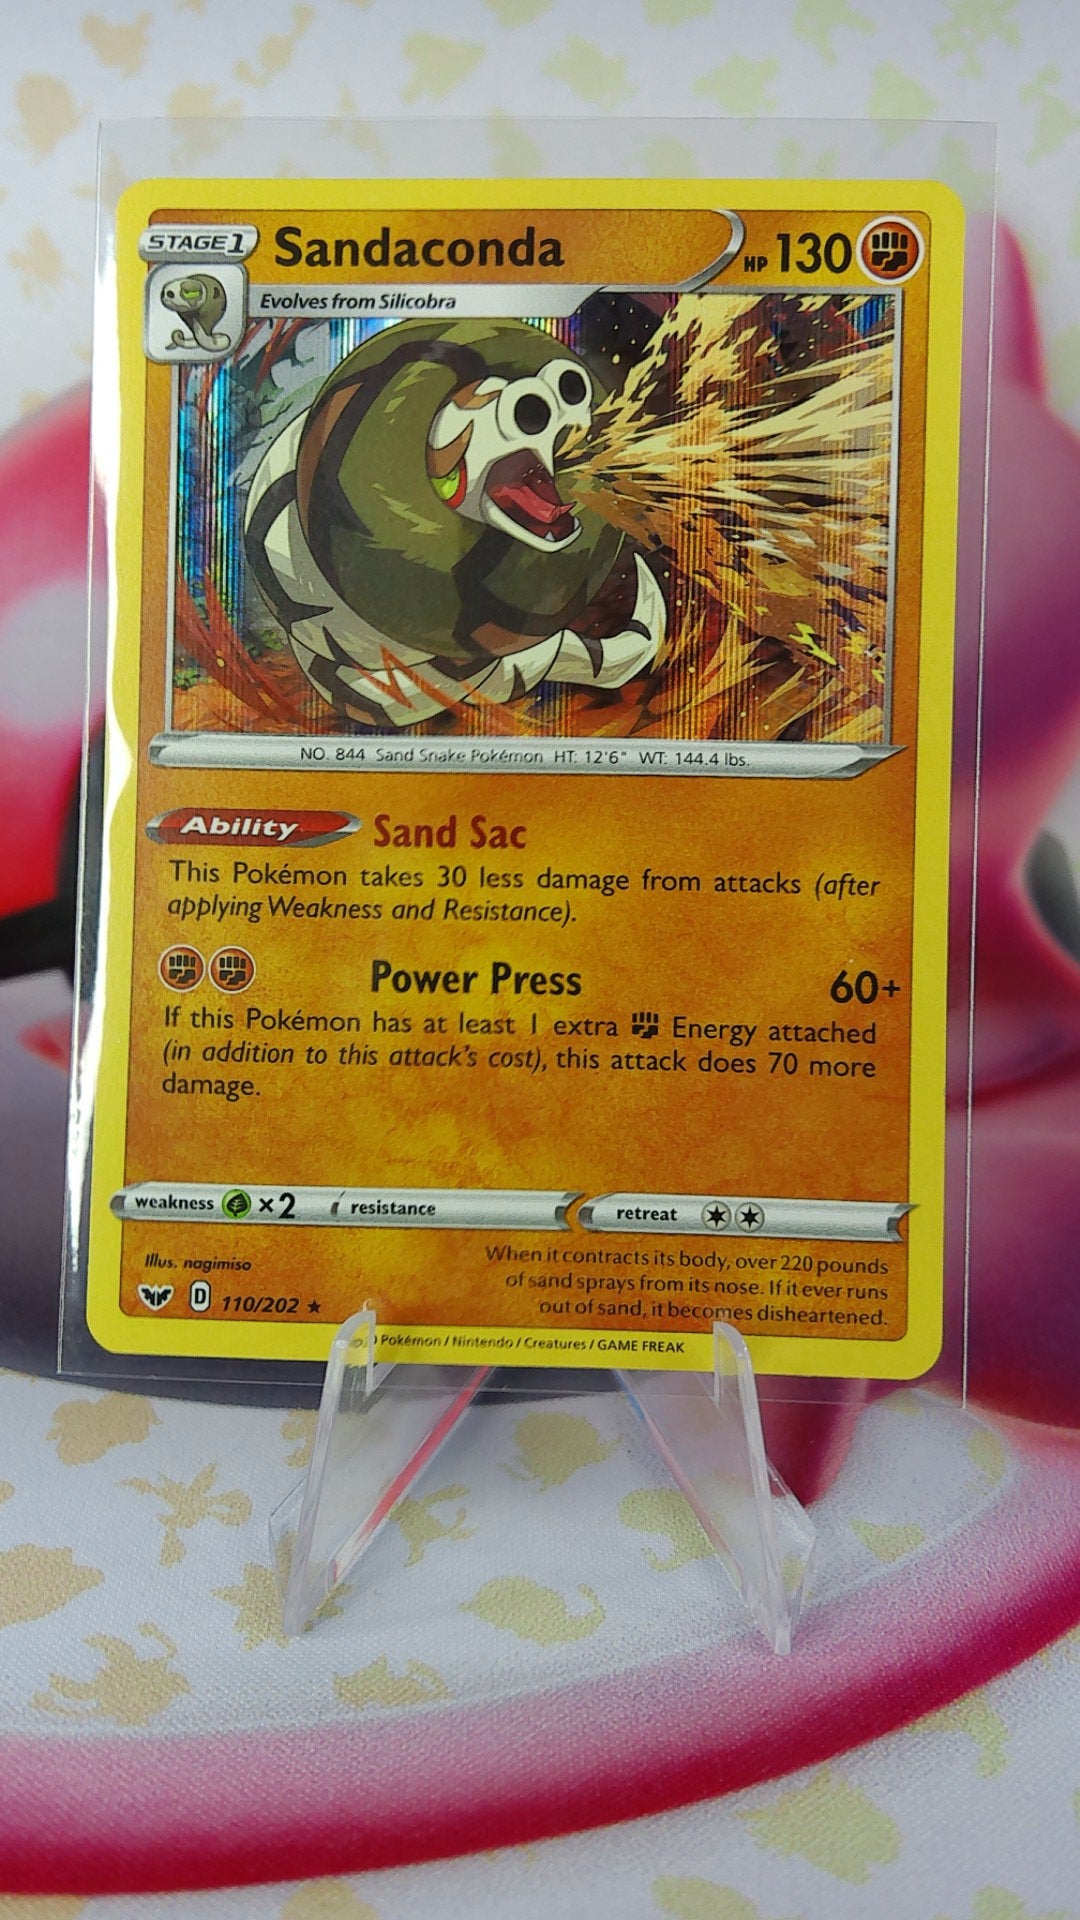 STAGE 1 Sandaconda HP 130
Evolves from Silicobra
NO. 844 Sand Snake Pokémon HT: 12'6" WT: 144.4 lbs.
Ability Sand Sac
This Pokémon takes 30 less damage from attacks (after
applying Weakness and Resistance).
Power Press 60+
If this Pokémon has at least 1 extra Energy attached
(in addition to this attack's cost), this attack does 70 more
damage.
weakness ×2 resistance retreat
Illus. nagimiso
D 110/202 ★
When it contracts its body, over 220 pounds
of sand sprays from its nose. If it ever runs
out of sand, it becomes disheartened.
Pokémon / Nintendo / Creatures / GAME FREAK